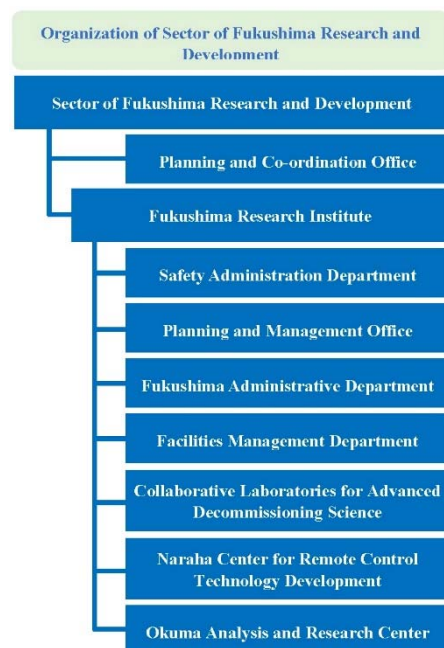 Organization of Sector of Fukushima Research and
Development
Sector of Fukushima Research and Development
Planning and Co-ordination Office
Fukushima Research Institute
Safety Administration Department
Planning and Management Office
Fukushima Administrative Department
Facilities Management Department
Collaborative Laboratories for Advanced
Decommissioning Science
Naraha Center for Remote Control
Technology Development
Okuma Analysis and Research Center